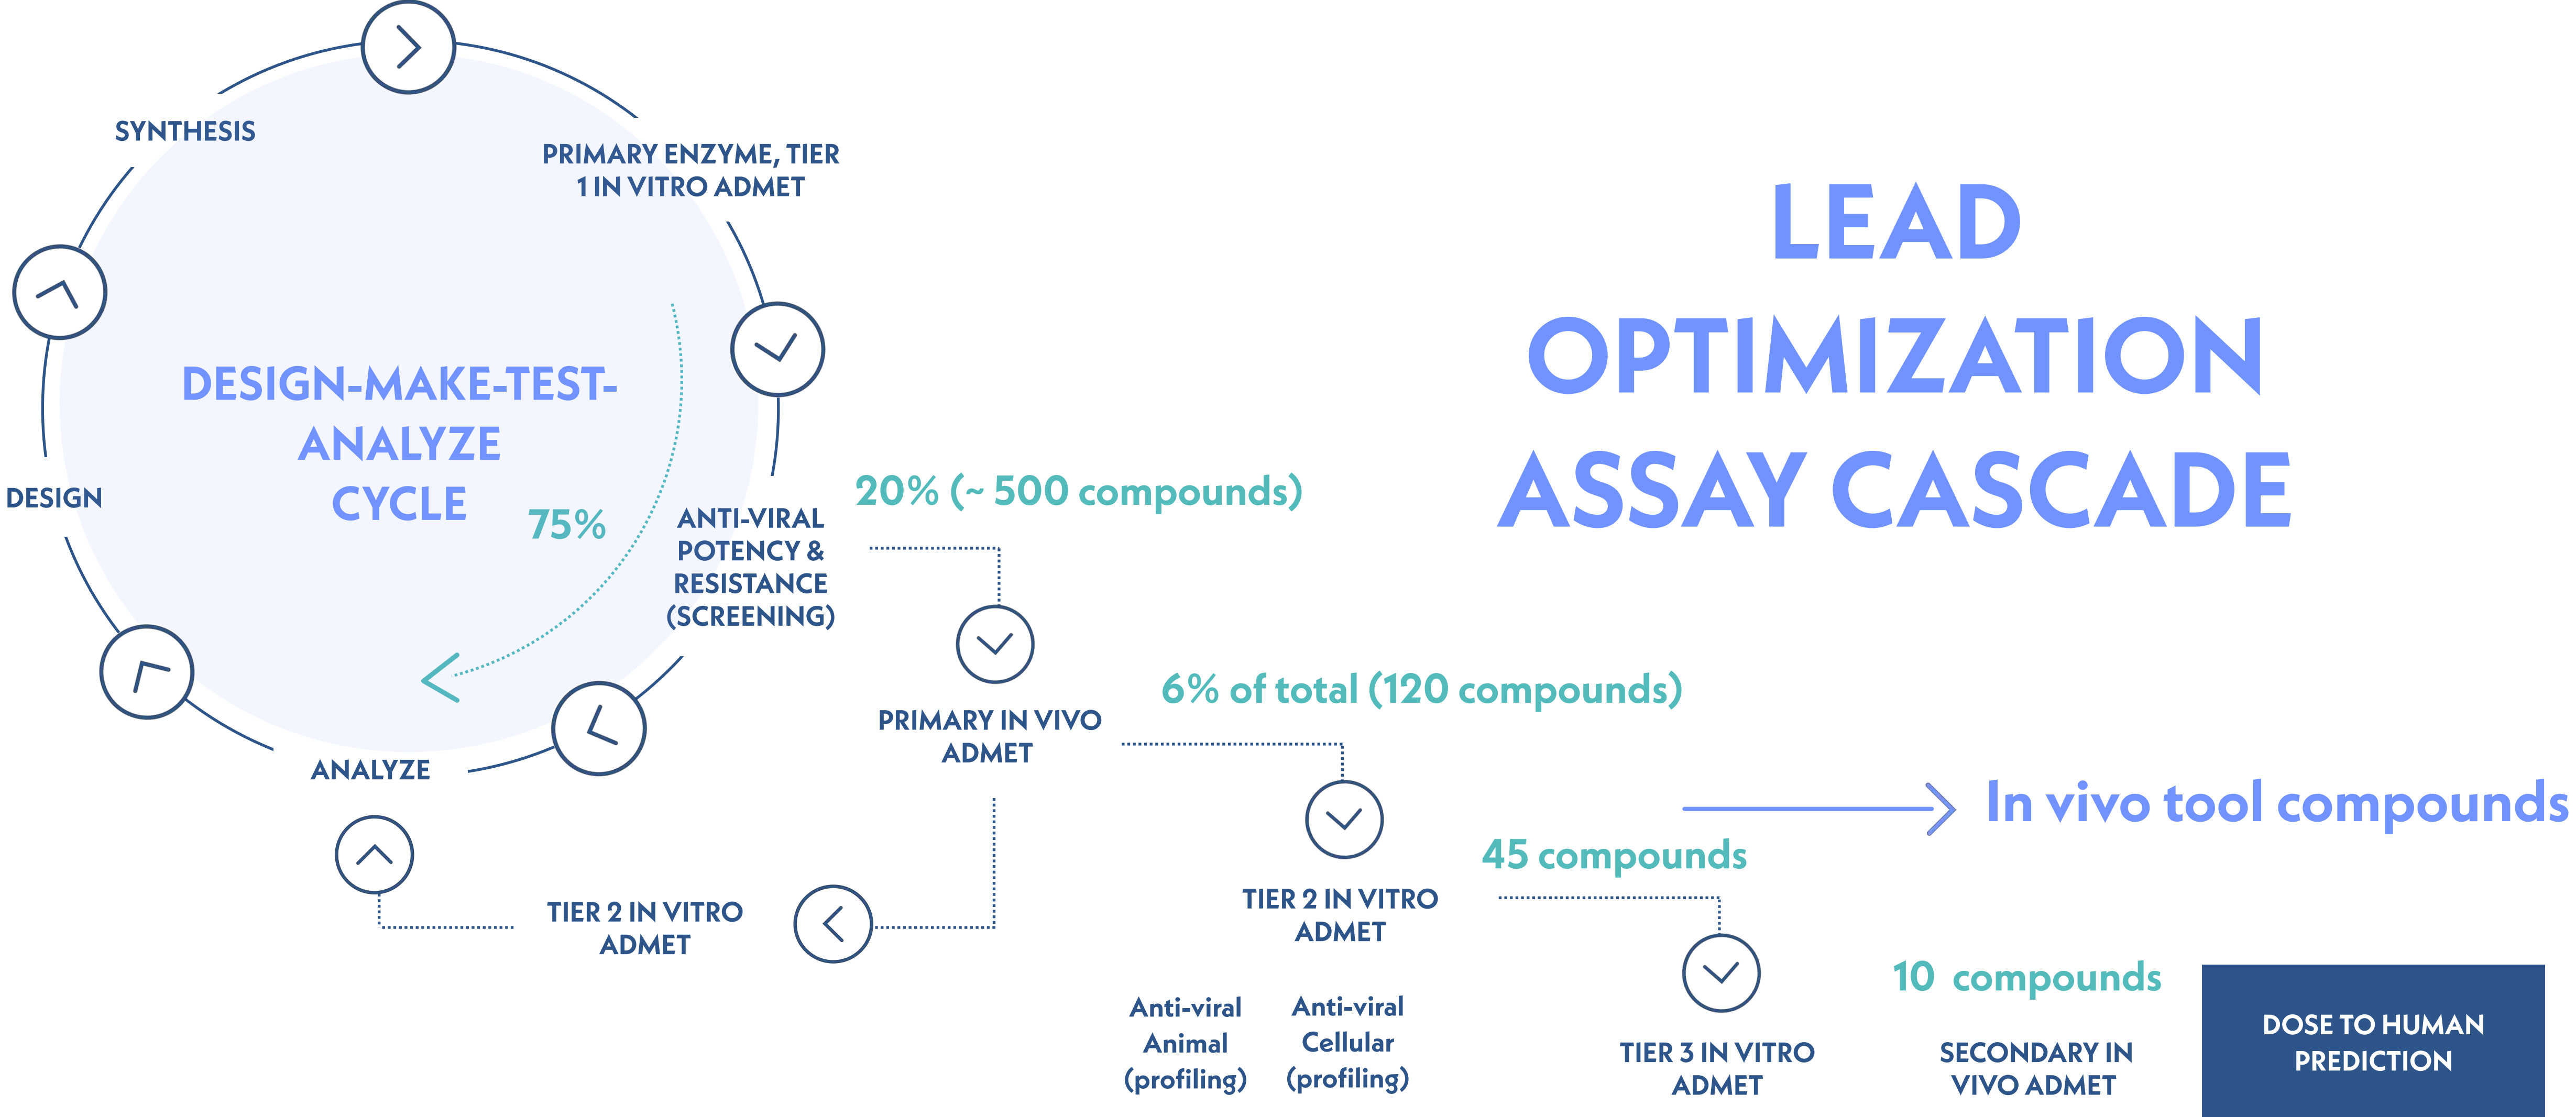 LEAD
OPTIMIZATION
ASSAY CASCADE
SYNTHESIS
PRIMARY ENZYME, TIER
1 IN VITRO ADMET
DESIGN-MAKE-TEST-
ANALYZE
CYCLE
75%
DESIGN
ANTI-VIRAL
POTENCY &
RESISTANCE
(SCREENING)
ANALYZE
20% (~ 500 compounds)
PRIMARY IN VIVO
ADMET
6% of total (120 compounds)
TIER 2 IN VITRO
ADMET
TIER 2 IN VITRO
ADMET
Anti-viral
Animal
(profiling)
Anti-viral
Cellular
(profiling)
In vivo tool compounds
45 compounds
TIER 3 IN VITRO
ADMET
10 compounds
SECONDARY IN
VIVO ADMET
DOSE TO HUMAN
PREDICTION